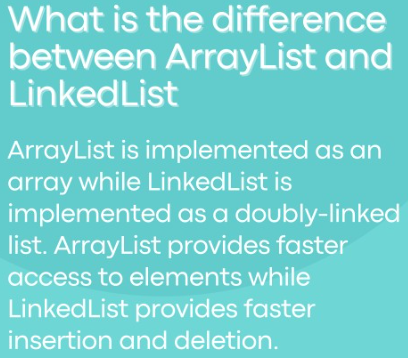 What is the difference
between ArrayList and
LinkedList
ArrayList is implemented as an
array while LinkedList is
implemented as a doubly-linked
list. ArrayList provides faster
access to elements while
LinkedList provides faster
insertion and deletion.